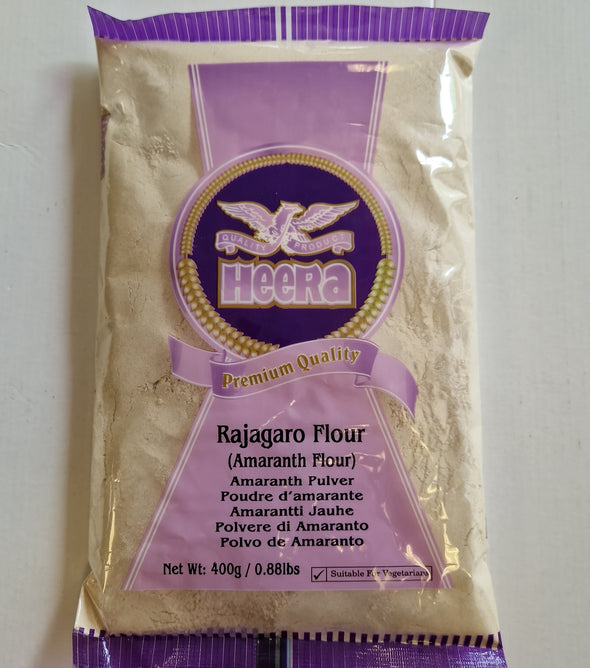 QUALITY PRODUCT
HeeRa
Premium Quality
Rajagaro Flour
(Amaranth Flour)
Amaranth Pulver
Poudre d'amarante
Amarantti Jauhe
Polvere di Amaranto
Polvo de Amaranto
Net Wt: 400g / 0.88lbs
Suitable For Vegetarians